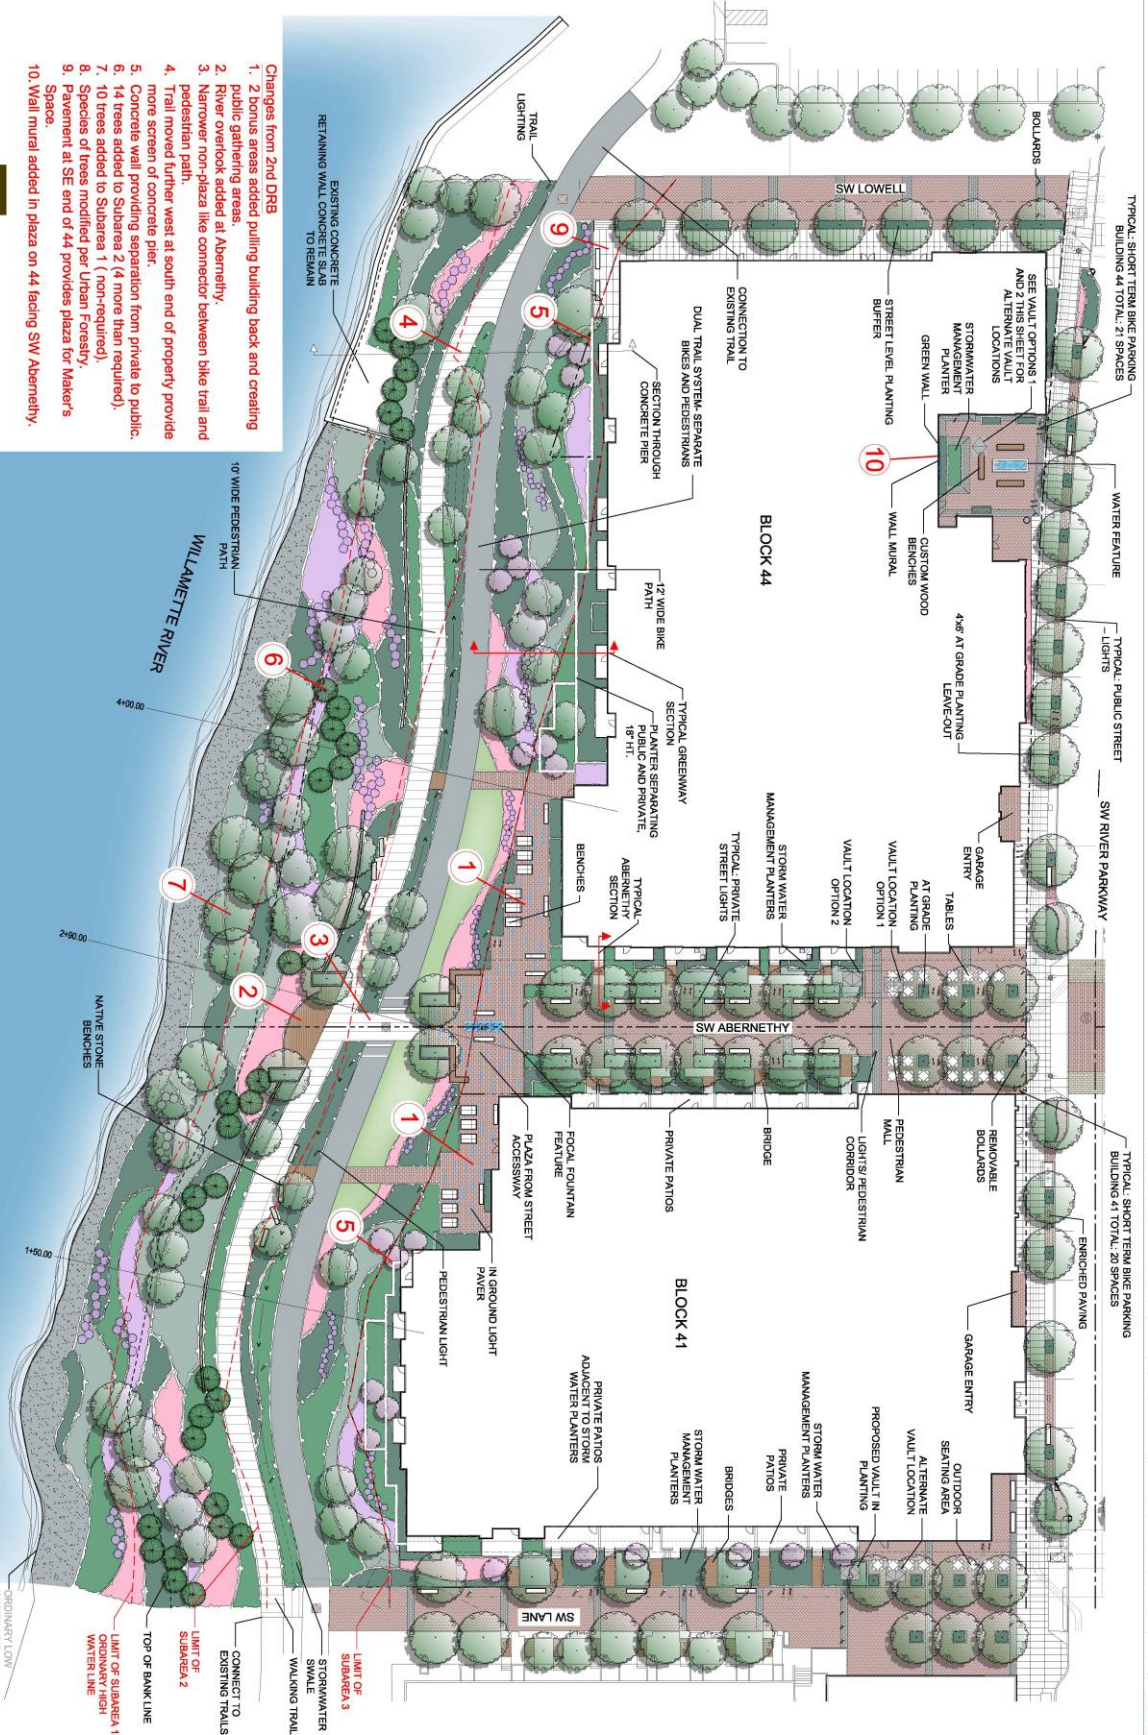 TYPICAL: SHORT TERM BIKE PARKING
BUILDING 44 TOTAL: 21 SPACES
WATER FEATURE
TYPICAL: PUBLIC STREET
LIGHTS
SW RIVER PARKWAY
TYPICAL: SHORT TERM BIKE PARKING
BUILDING 41 TOTAL: 20 SPACES
BOLLARDS
SW LOWELL
SEE VAULT OPTIONS 1
AND 2 THIS SHEET FOR
ALTERNATE VAULT
LOCATIONS
STORMWATER
MANAGEMENT
PLANTER
GREEN WALL
10
WALL MURAL
CUSTOM WOOD
BENCHES
4'x6' AT GRADE PLANTING
LEAVE-OUT
GARAGE
ENTRY
TABLES
AT GRADE
PLANTING
VAULT LOCATION
OPTION 1
VAULT LOCATION
OPTION 2
STORM WATER
MANAGEMENT PLANTERS
TYPICAL: PRIVATE
STREET LIGHTS
TYPICAL
ABERNETHY
SECTION
BENCHES
SW ABERNETHY
REMOVABLE
BOLLARDS
PEDESTRIAN
MALL
LIGHTS/ PEDESTRIAN
CORRIDOR
BRIDGE
PRIVATE PATIOS
FOCAL FOUNTAIN
FEATURE
PLAZA FROM STREET
ACCESSWAY
IN GROUND LIGHT
PAVER
PEDESTRIAN LIGHT
ENRICHED PAVING
GARAGE ENTRY
OUTDOOR
SEATING AREA
ALTERNATE
VAULT LOCATION
PROPOSED VAULT IN
PLANTING
STORM WATER
MANAGEMENT PLANTERS
PRIVATE
PATIOS
BRIDGES
STORM WATER
MANAGEMENT
PLANTERS
PRIVATE PATIOS
ADJACENT TO STORM
WATER PLANTERS
SW LANE
BLOCK 44
BLOCK 41
STREET LEVEL PLANTING
BUFFER
CONNECTION TO
EXISTING TRAIL
DUAL TRAIL SYSTEM- SEPARATE
BIKES AND PEDESTRIANS
SECTION THROUGH
CONCRETE PIER
12' WIDE BIKE
PATH
TYPICAL GREENWAY
SECTION
PLANTER SEPARATING
PUBLIC AND PRIVATE,
18" HT.
9
5
4
1
6
7
3
2
1
5
TRAIL
LIGHTING
EXISTING CONCRETE
RETAINING WALL CONCRETE SLAB
TO REMAIN
10' WIDE PEDESTRIAN
PATH
WILLAMETTE RIVER
4+00.00
2+90.00
1+50.00
NATIVE STONE
BENCHES
LIMIT OF
SUBAREA 3
STORMWATER
SWALE
WALKING TRAIL
CONNECT TO
EXISTING TRAILS
LIMIT OF
SUBAREA 2
TOP OF BANK LINE
LIMIT OF SUBAREA 1
ORDINARY HIGH
WATER LINE
ORDINARY LOW
Changes from 2nd DRB
1. 2 bonus areas added pulling building back and creating
public gathering areas.
2. River overlook added at Abernethy.
3. Narrower non-plaza like connector between bike trail and
pedestrian path.
4. Trail moved further west at south end of property provide
more screen of concrete pier.
5. Concrete wall providing separation from private to public.
6. 14 trees added to Subarea 2 (4 more than required).
7. 10 trees added to Subarea 1 ( non-required).
8. Species of trees modified per Urban Forestry.
9. Pavement at SE end of 44 provides plaza for Maker's
Space.
10. Wall mural added in plaza on 44 facing SW Abernethy.